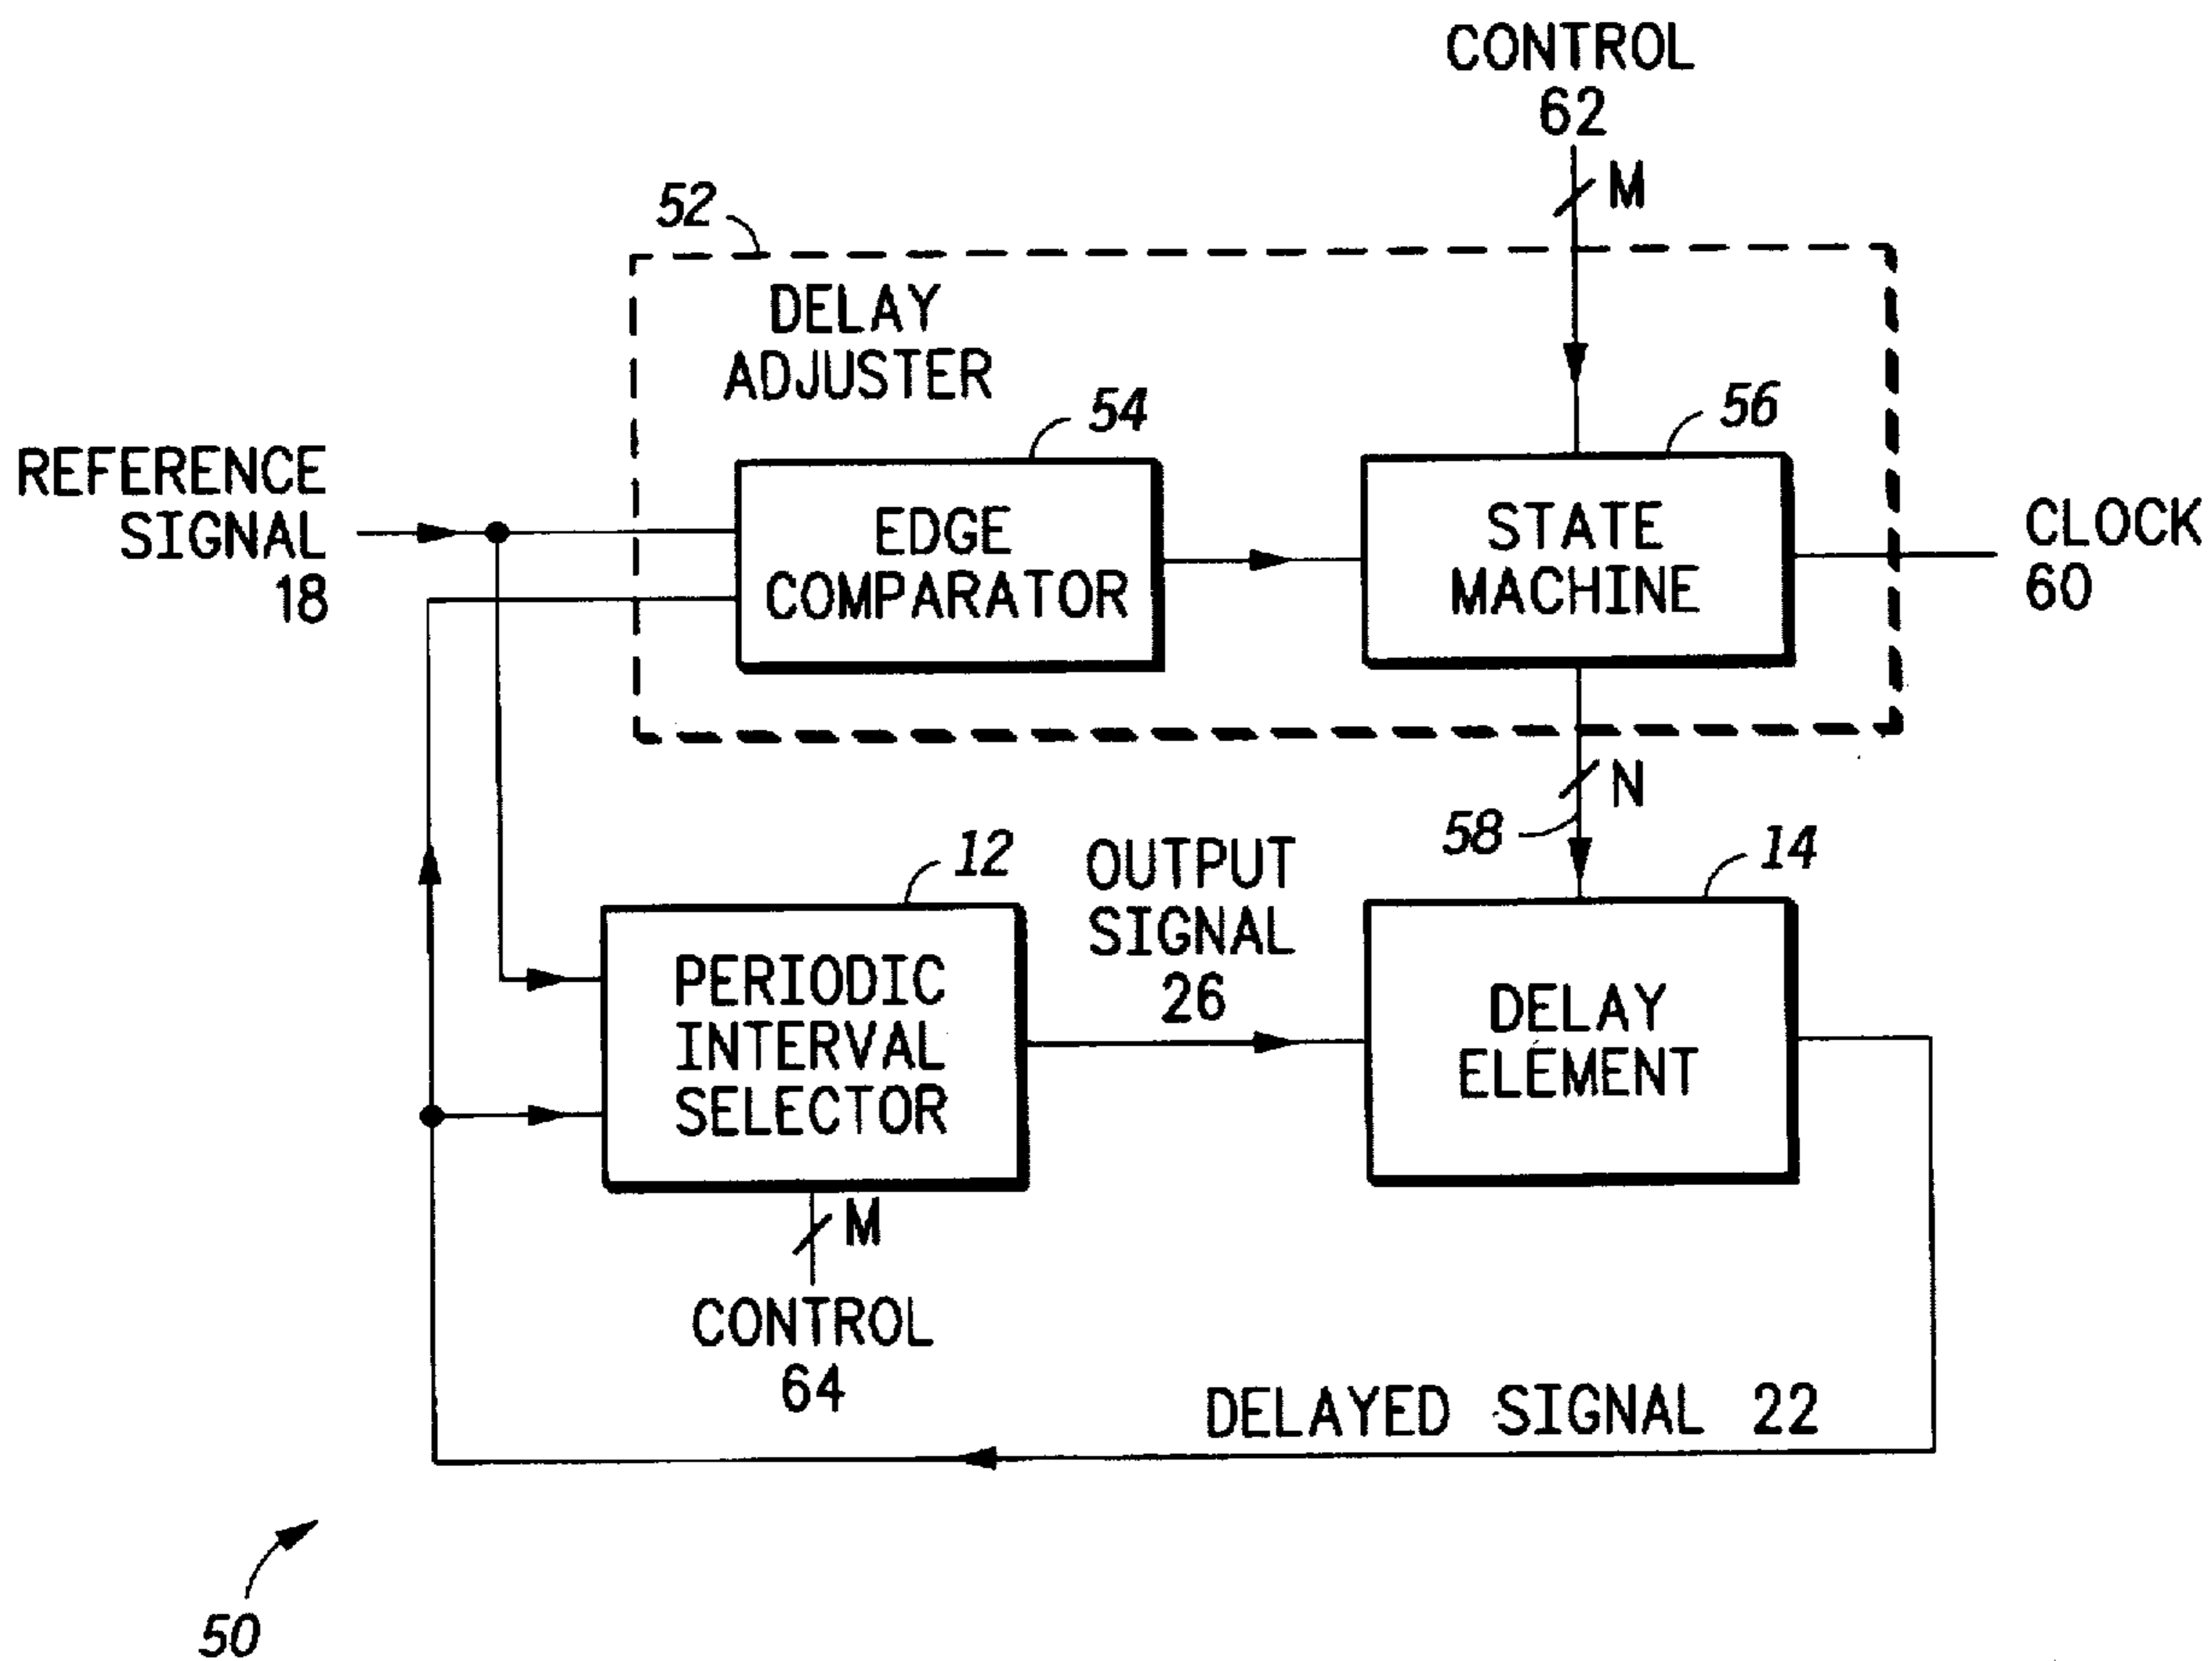 CONTROL
62
M
52
DELAY
ADJUSTER
54
56
REFERENCE
SIGNAL
18
EDGE
COMPARATOR
STATE
MACHINE
CLOCK
60
N
58
12
OUTPUT
SIGNAL
26
14
PERIODIC
INTERVAL
SELECTOR
DELAY
ELEMENT
M
CONTROL
64
DELAYED SIGNAL 22
50